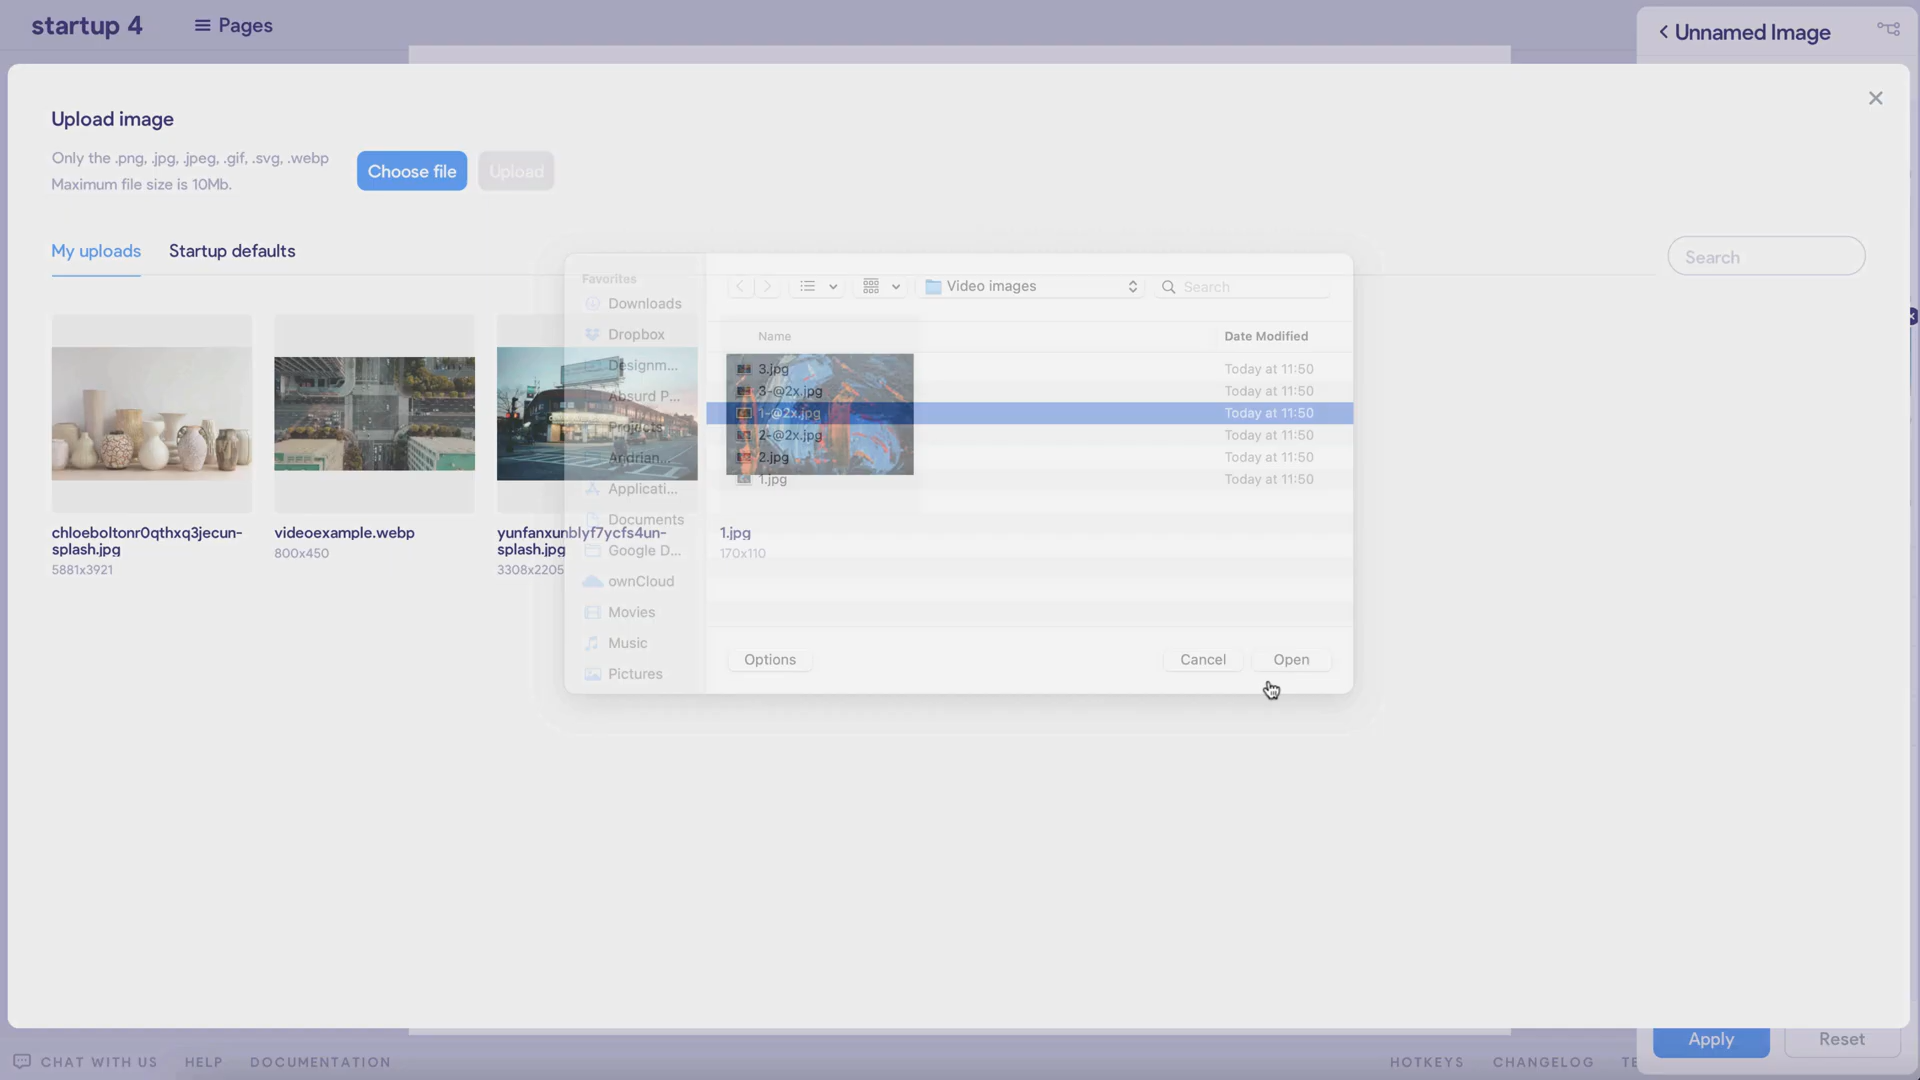 startup 4
Pages
Unnamed Image
Upload image
Only the .png, .jpg, .jpeg, .gif, .svg, .webp
Maximum file size is 10Mb.
Choose file
Upload
My uploads
Startup defaults
Search
Favorites
Downloads
Dropbox
Designm...
Absurd P...
Projects
Andrian...
Applicati...
Documents
Google D...
ownCloud
Movies
Music
Pictures
Video images
Search
Name
Date Modified
3.jpg
Today at 11:50
3-@2x.jpg
Today at 11:50
1-@2x.jpg
Today at 11:50
2-@2x.jpg
Today at 11:50
2.jpg
Today at 11:50
1.jpg
Today at 11:50
Options
Cancel
Open
chloeboltonr0qthxq3jecun-
splash.jpg
5881x3921
videoexample.webp
800x450
yunfanxunblyf7ycfs4un-
splash.jpg
3308x2205
1.jpg
170x110
Apply
Reset
CHAT WITH US
HELP
DOCUMENTATION
HOTKEYS
CHANGELOG